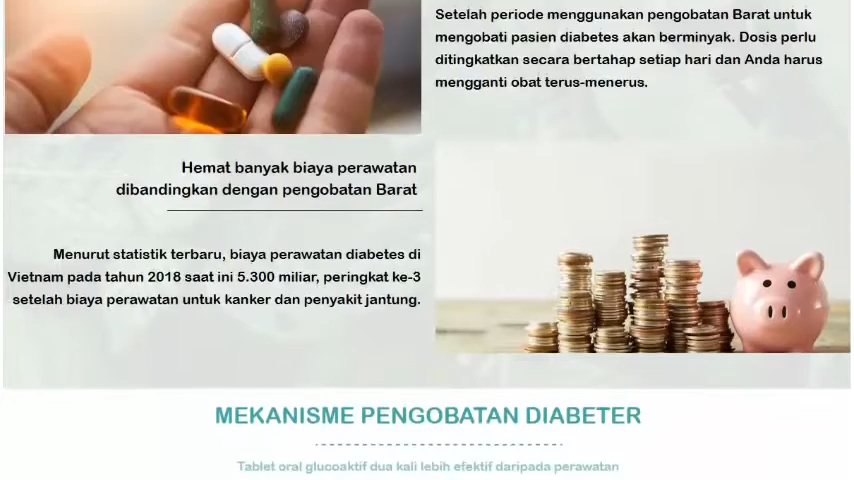 Setelah periode menggunakan pengobatan Barat untuk
mengobati pasien diabetes akan berminyak. Dosis perlu
ditingkatkan secara bertahap setiap hari dan Anda harus
mengganti obat terus-menerus.
Hemat banyak biaya perawatan
dibandingkan dengan pengobatan Barat
Menurut statistik terbaru, biaya perawatan diabetes di
Vietnam pada tahun 2018 saat ini 5.300 miliar, peringkat ke-3
setelah biaya perawatan untuk kanker dan penyakit jantung.
MEKANISME PENGOBATAN DIABETER
Tablet oral glucoaktif dua kali lebih efektif daripada perawatan